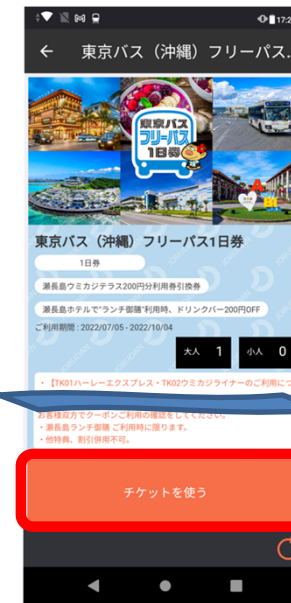 17:2
東京バス（沖縄）フリーパス...
東京バス
フリーパス
1日券
東京バス（沖縄）フリーパス1日券
1日券
瀬長島ウミカジテラス200円分利用券引換券
瀬長島ホテルで"ランチ御膳"利用時、ドリンクバー200円OFF
ご利用期間：2022/07/05 - 2022/10/04
大人 1 小人 0
・【TK01ハーレーエクスプレス・TK02ウミカジライナーのご利用につ
お客様双方でクーポンご利用の確認をしてください。
・瀬長島ランチ御膳 ご利用時に限ります。
・他特典、割引併用不可。
チケットを使う